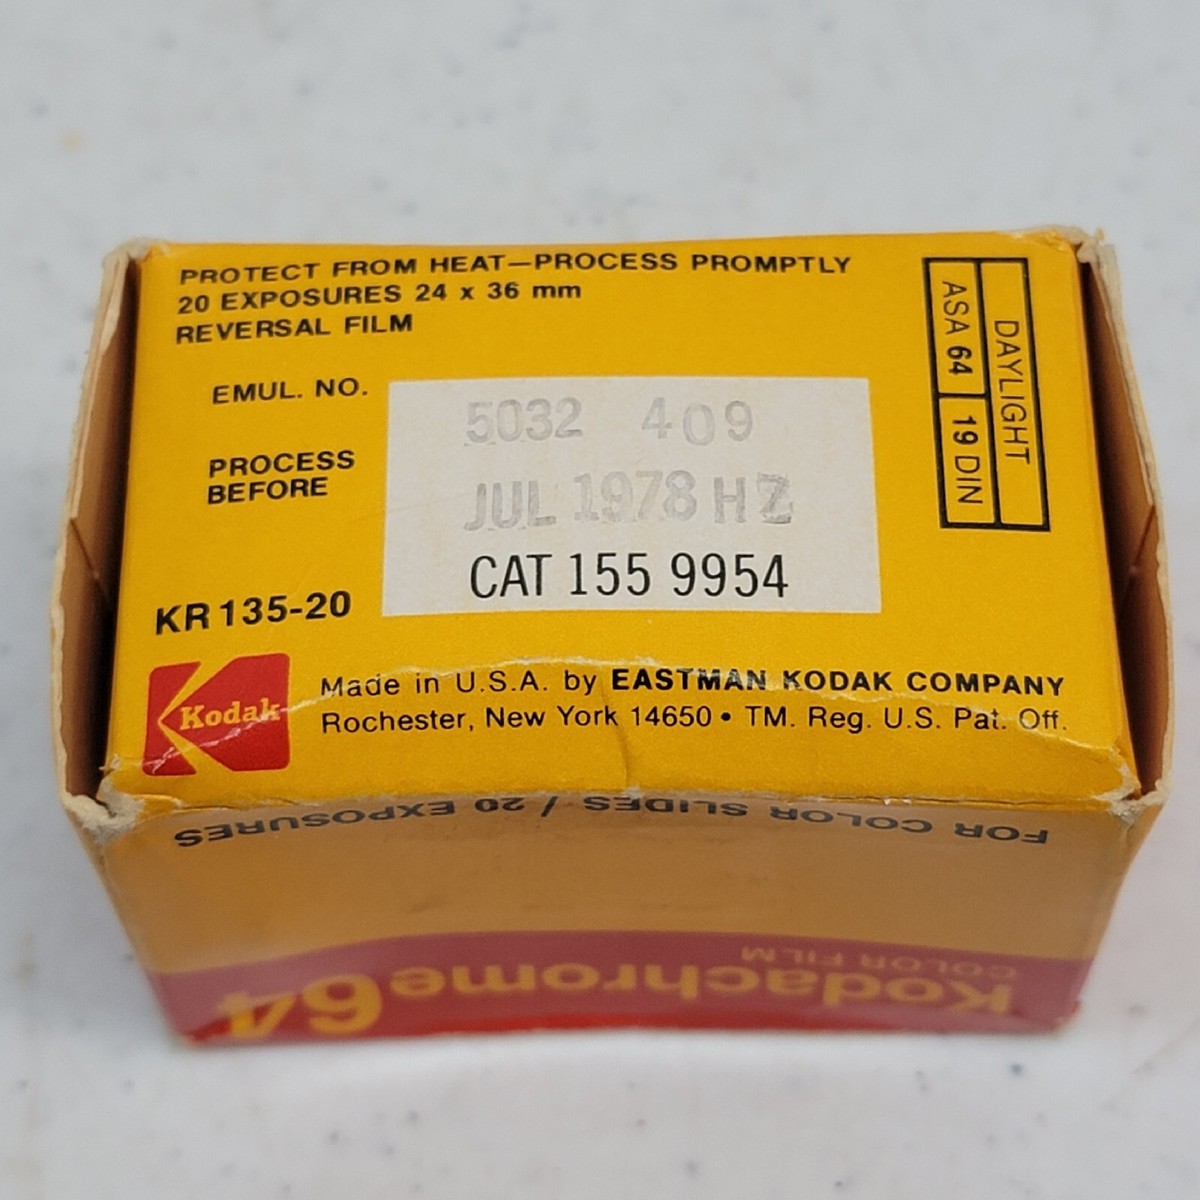 PROTECT FROM HEAT—PROCESS PROMPTLY
20 EXPOSURES 24 x 36 mm
REVERSAL FILM
DAYLIGHT
ASA 64 19 DIN
EMUL. NO. 5032 409
PROCESS BEFORE JUL 1978 HZ
CAT 155 9954
KR 135-20
Kodak
Made in U.S.A. by EASTMAN KODAK COMPANY
Rochester, New York 14650 • TM. Reg. U.S. Pat. Off.
FOR COLOR SLIDES / 20 EXPOSURES
COLOR FILM
Kodachrome 64